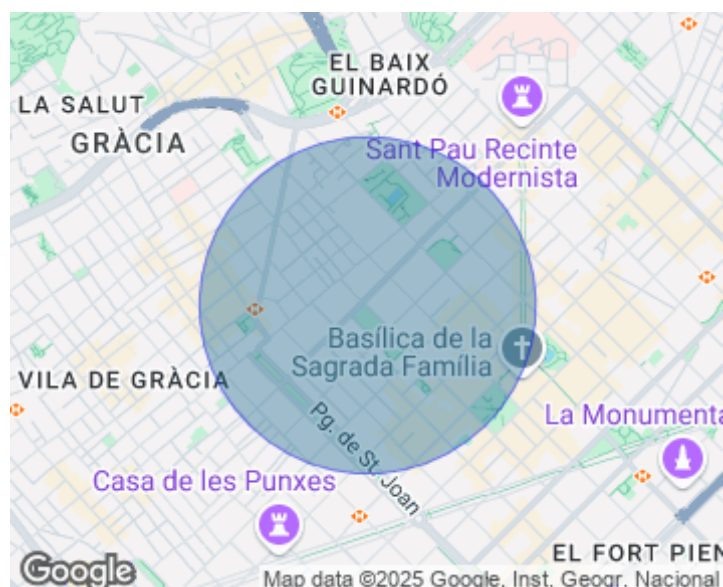 EL BAIX
GUINARDÓ
LA SALUT
GRÀCIA
Sant Pau Recinte
Modernista
Basílica de la
Sagrada Família
VILA DE GRÀCIA
Pg. de St. Joan
La Monumenta
Casa de les Punxes
EL FORT PIEN
Google
Map data ©2025 Google, Inst. Geogr. Nacional